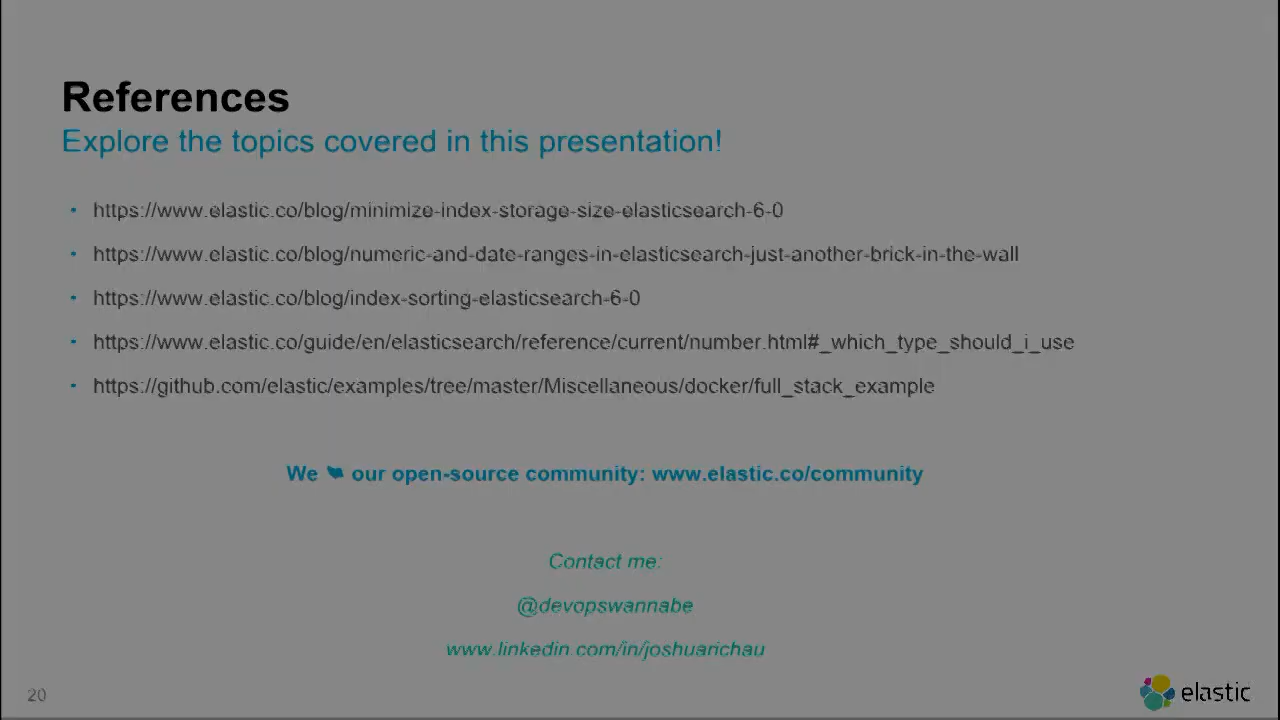 References
Explore the topics covered in this presentation!
• https://www.elastic.co/blog/minimize-index-storage-size-elasticsearch-6-0
• https://www.elastic.co/blog/numeric-and-date-ranges-in-elasticsearch-just-another-brick-in-the-wall
• https://www.elastic.co/blog/index-sorting-elasticsearch-6-0
• https://www.elastic.co/guide/en/elasticsearch/reference/current/number.html#_which_type_should_i_use
• https://github.com/elastic/examples/tree/master/Miscellaneous/docker/full_stack_example
We ❤ our open-source community: www.elastic.co/community
Contact me:
@devopswannabe
www.linkedin.com/in/joshuarichau
20
elastic